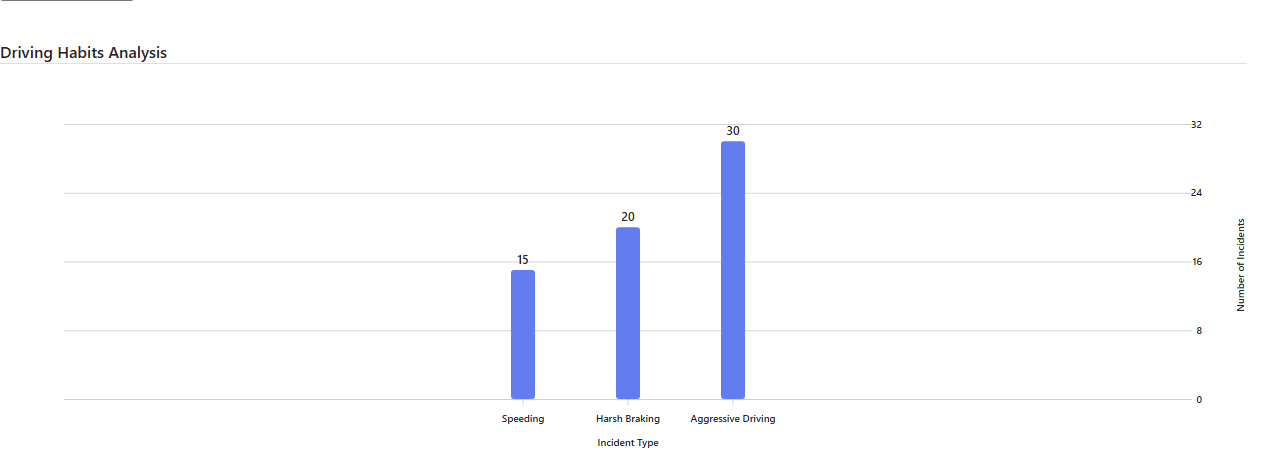 Driving Habits Analysis
32
30
24
20
16
15
8
0
Number of Incidents
Speeding
Harsh Braking
Aggressive Driving
Incident Type